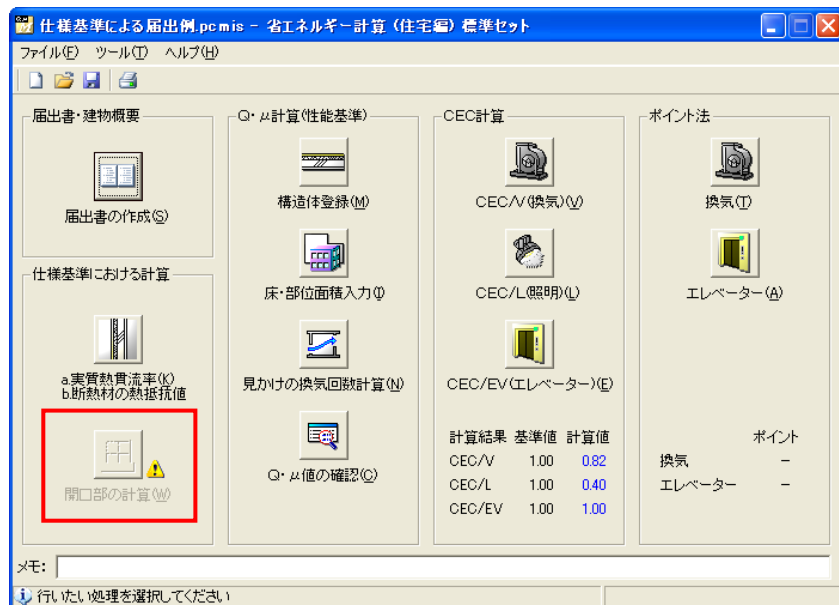 仕様基準による届出例.pcmis - 省エネルギー計算 (住宅編) 標準セット
ファイル(F) ツール(T) ヘルプ(H)
届出書・建物概要
届出書の作成(S)
仕様基準における計算
a.実質熱貫流率(K)
b.断熱材の熱抵抗値
開口部の計算(W)
Q・μ計算(性能基準)
構造体登録(M)
床・部位面積入力(I)
見かけの換気回数計算(N)
Q・μ値の確認(C)
CEC計算
CEC/V(換気)(V)
CEC/L(照明)(L)
CEC/EV(エレベーター)(E)
計算結果 基準値 計算値
CEC/V 1.00 0.82
CEC/L 1.00 0.40
CEC/EV 1.00 1.00
ポイント法
換気(T)
エレベーター(A)
ポイント
換気 -
エレベーター -
メモ:
行いたい処理を選択してください